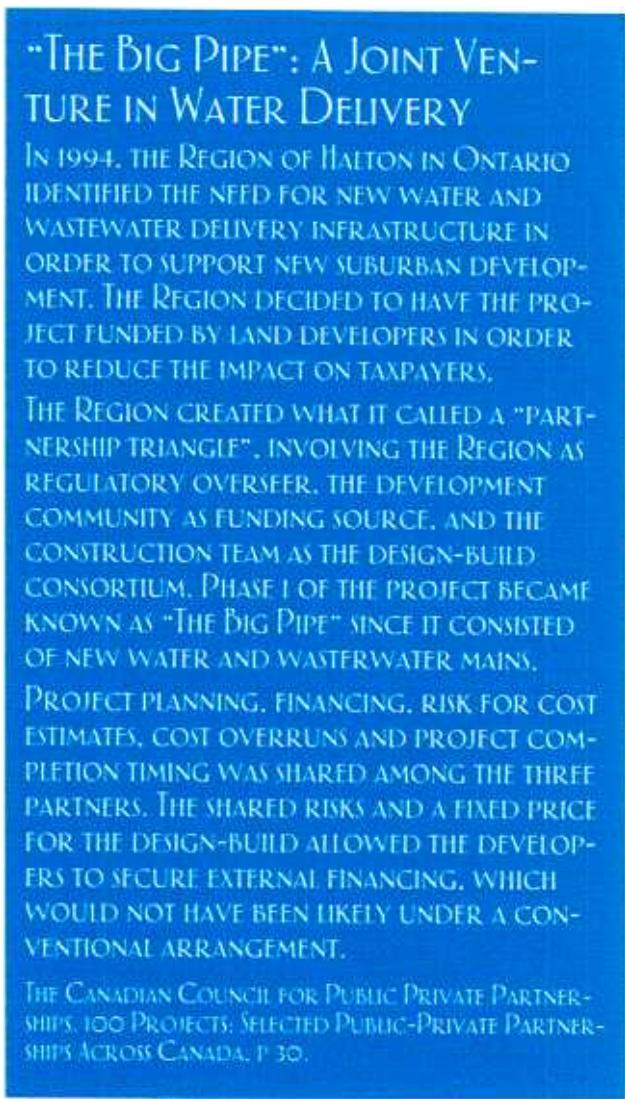 "The Big Pipe": A Joint Ven-
ture in Water Delivery
In 1994, the Region of Halton in Ontario
identified the need for new water and
wastewater delivery infrastructure in
order to support new suburban develop-
ment. The Region decided to have the pro-
ject funded by land developers in order
to reduce the impact on taxpayers.
The Region created what it called a "part-
nership triangle", involving the Region as
regulatory overseer, the development
community as funding source, and the
construction team as the design-build
consortium. Phase I of the project became
known as "The Big Pipe" since it consisted
of new water and wasterwater mains.
Project planning, financing, risk for cost
estimates, cost overruns and project com-
pletion timing was shared among the three
partners. The shared risks and a fixed price
for the design-build allowed the develop-
ers to secure external financing, which
would not have been likely under a con-
ventional arrangement.
The Canadian Council for Public Private Partner-
ships. 100 Projects: Selected Public-Private Partner-
ships Across Canada, p 30.